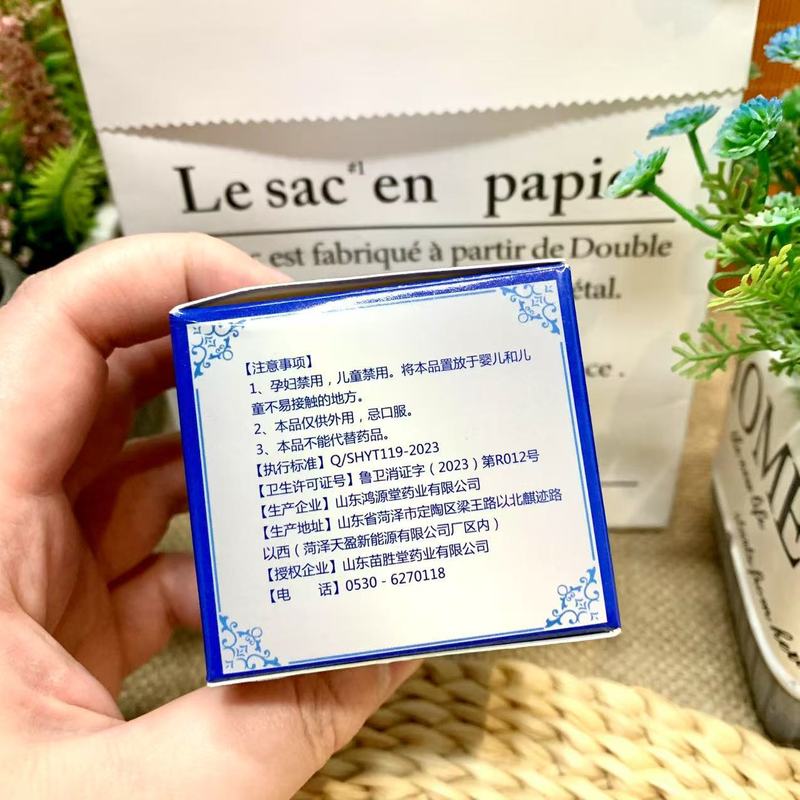 Le sac #1 en papier
est fabriqué à partir de Double
étal.
ce.
【注意事项】
1、孕妇禁用，儿童禁用。将本品置放于婴儿和儿
童不易接触的地方。
2、本品仅供外用，忌口服。
3、本品不能代替药品。
【执行标准】Q/SHYT119-2023
【卫生许可证号】鲁卫消证字（2023）第R012号
【生产企业】山东鸿源堂药业有限公司
【生产地址】山东省菏泽市定陶区梁王路以北麒迹路
以西（菏泽天盈新能源有限公司厂区内）
【授权企业】山东苗胜堂药业有限公司
【电 话】0530-6270118
OME